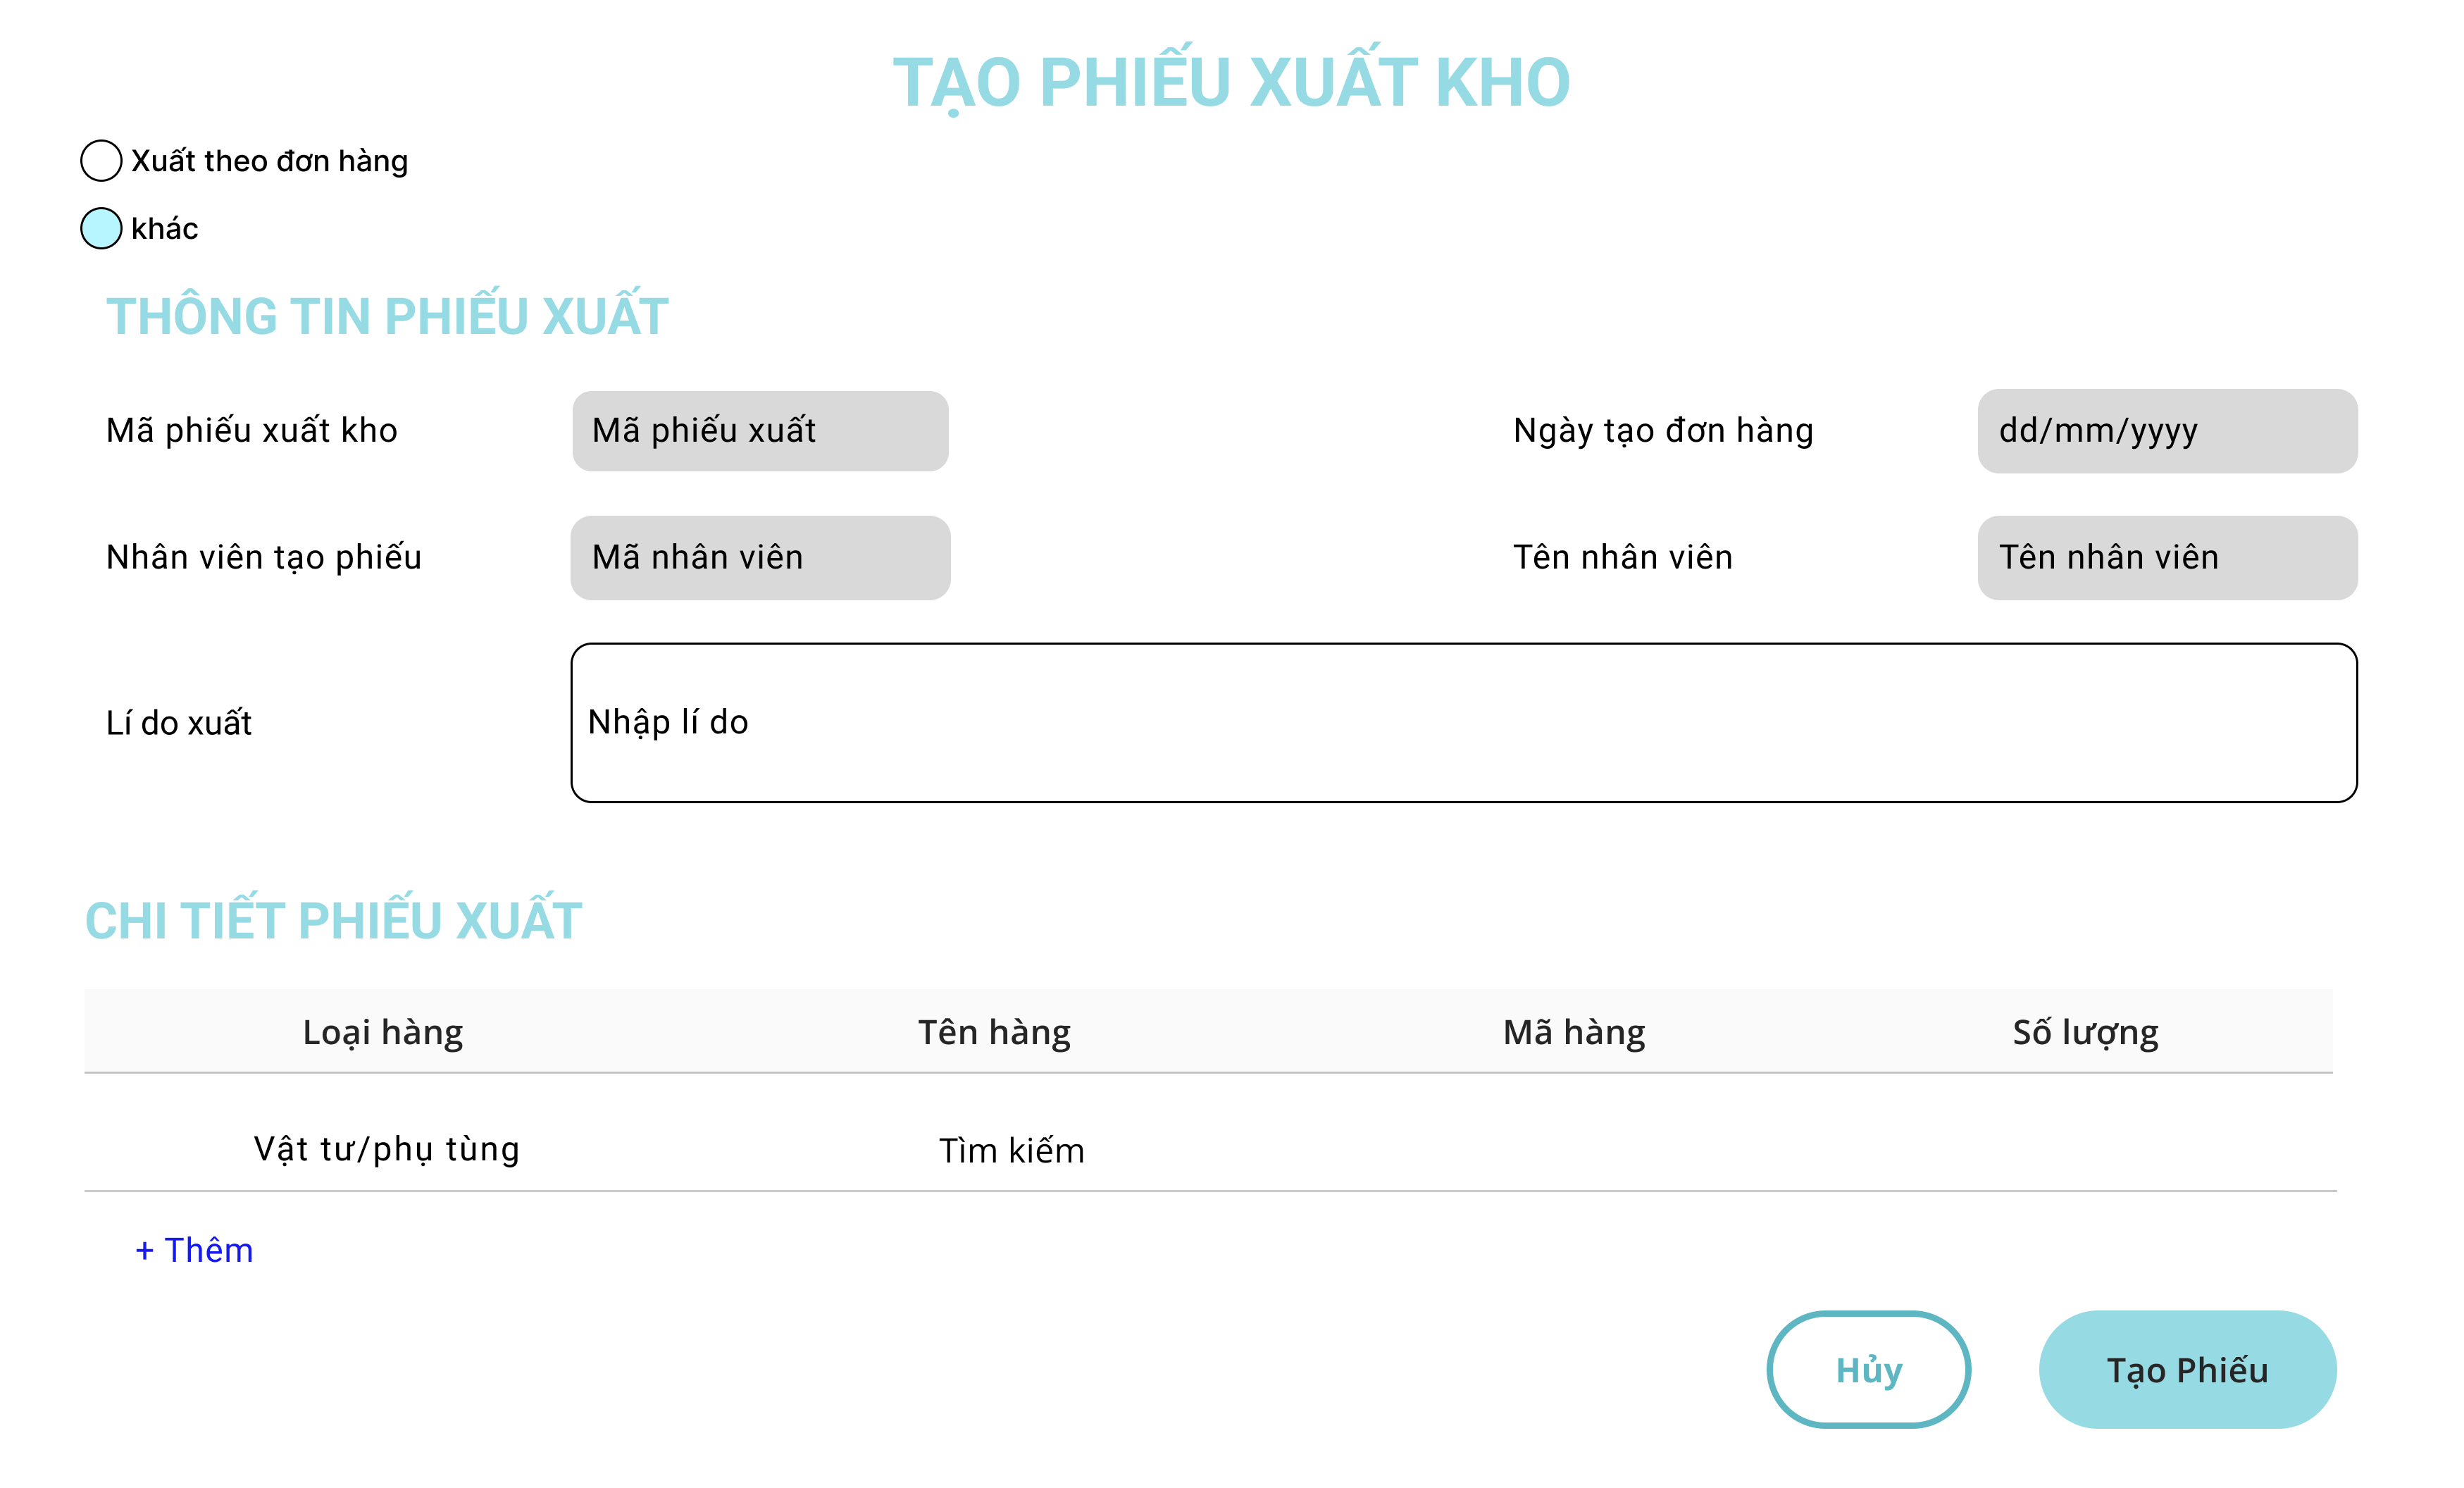 TẠO PHIẾU XUẤT KHO
Xuất theo đơn hàng
khác
THÔNG TIN PHIẾU XUẤT
Mã phiếu xuất kho Mã phiếu xuất Ngày tạo đơn hàng dd/mm/yyyy
Nhân viên tạo phiếu Mã nhân viên Tên nhân viên Tên nhân viên
Lí do xuất Nhập lí do
CHI TIẾT PHIẾU XUẤT
Loại hàng Tên hàng Mã hàng Số lượng
Vật tư/phụ tùng Tìm kiếm
+ Thêm
Hủy Tạo Phiếu